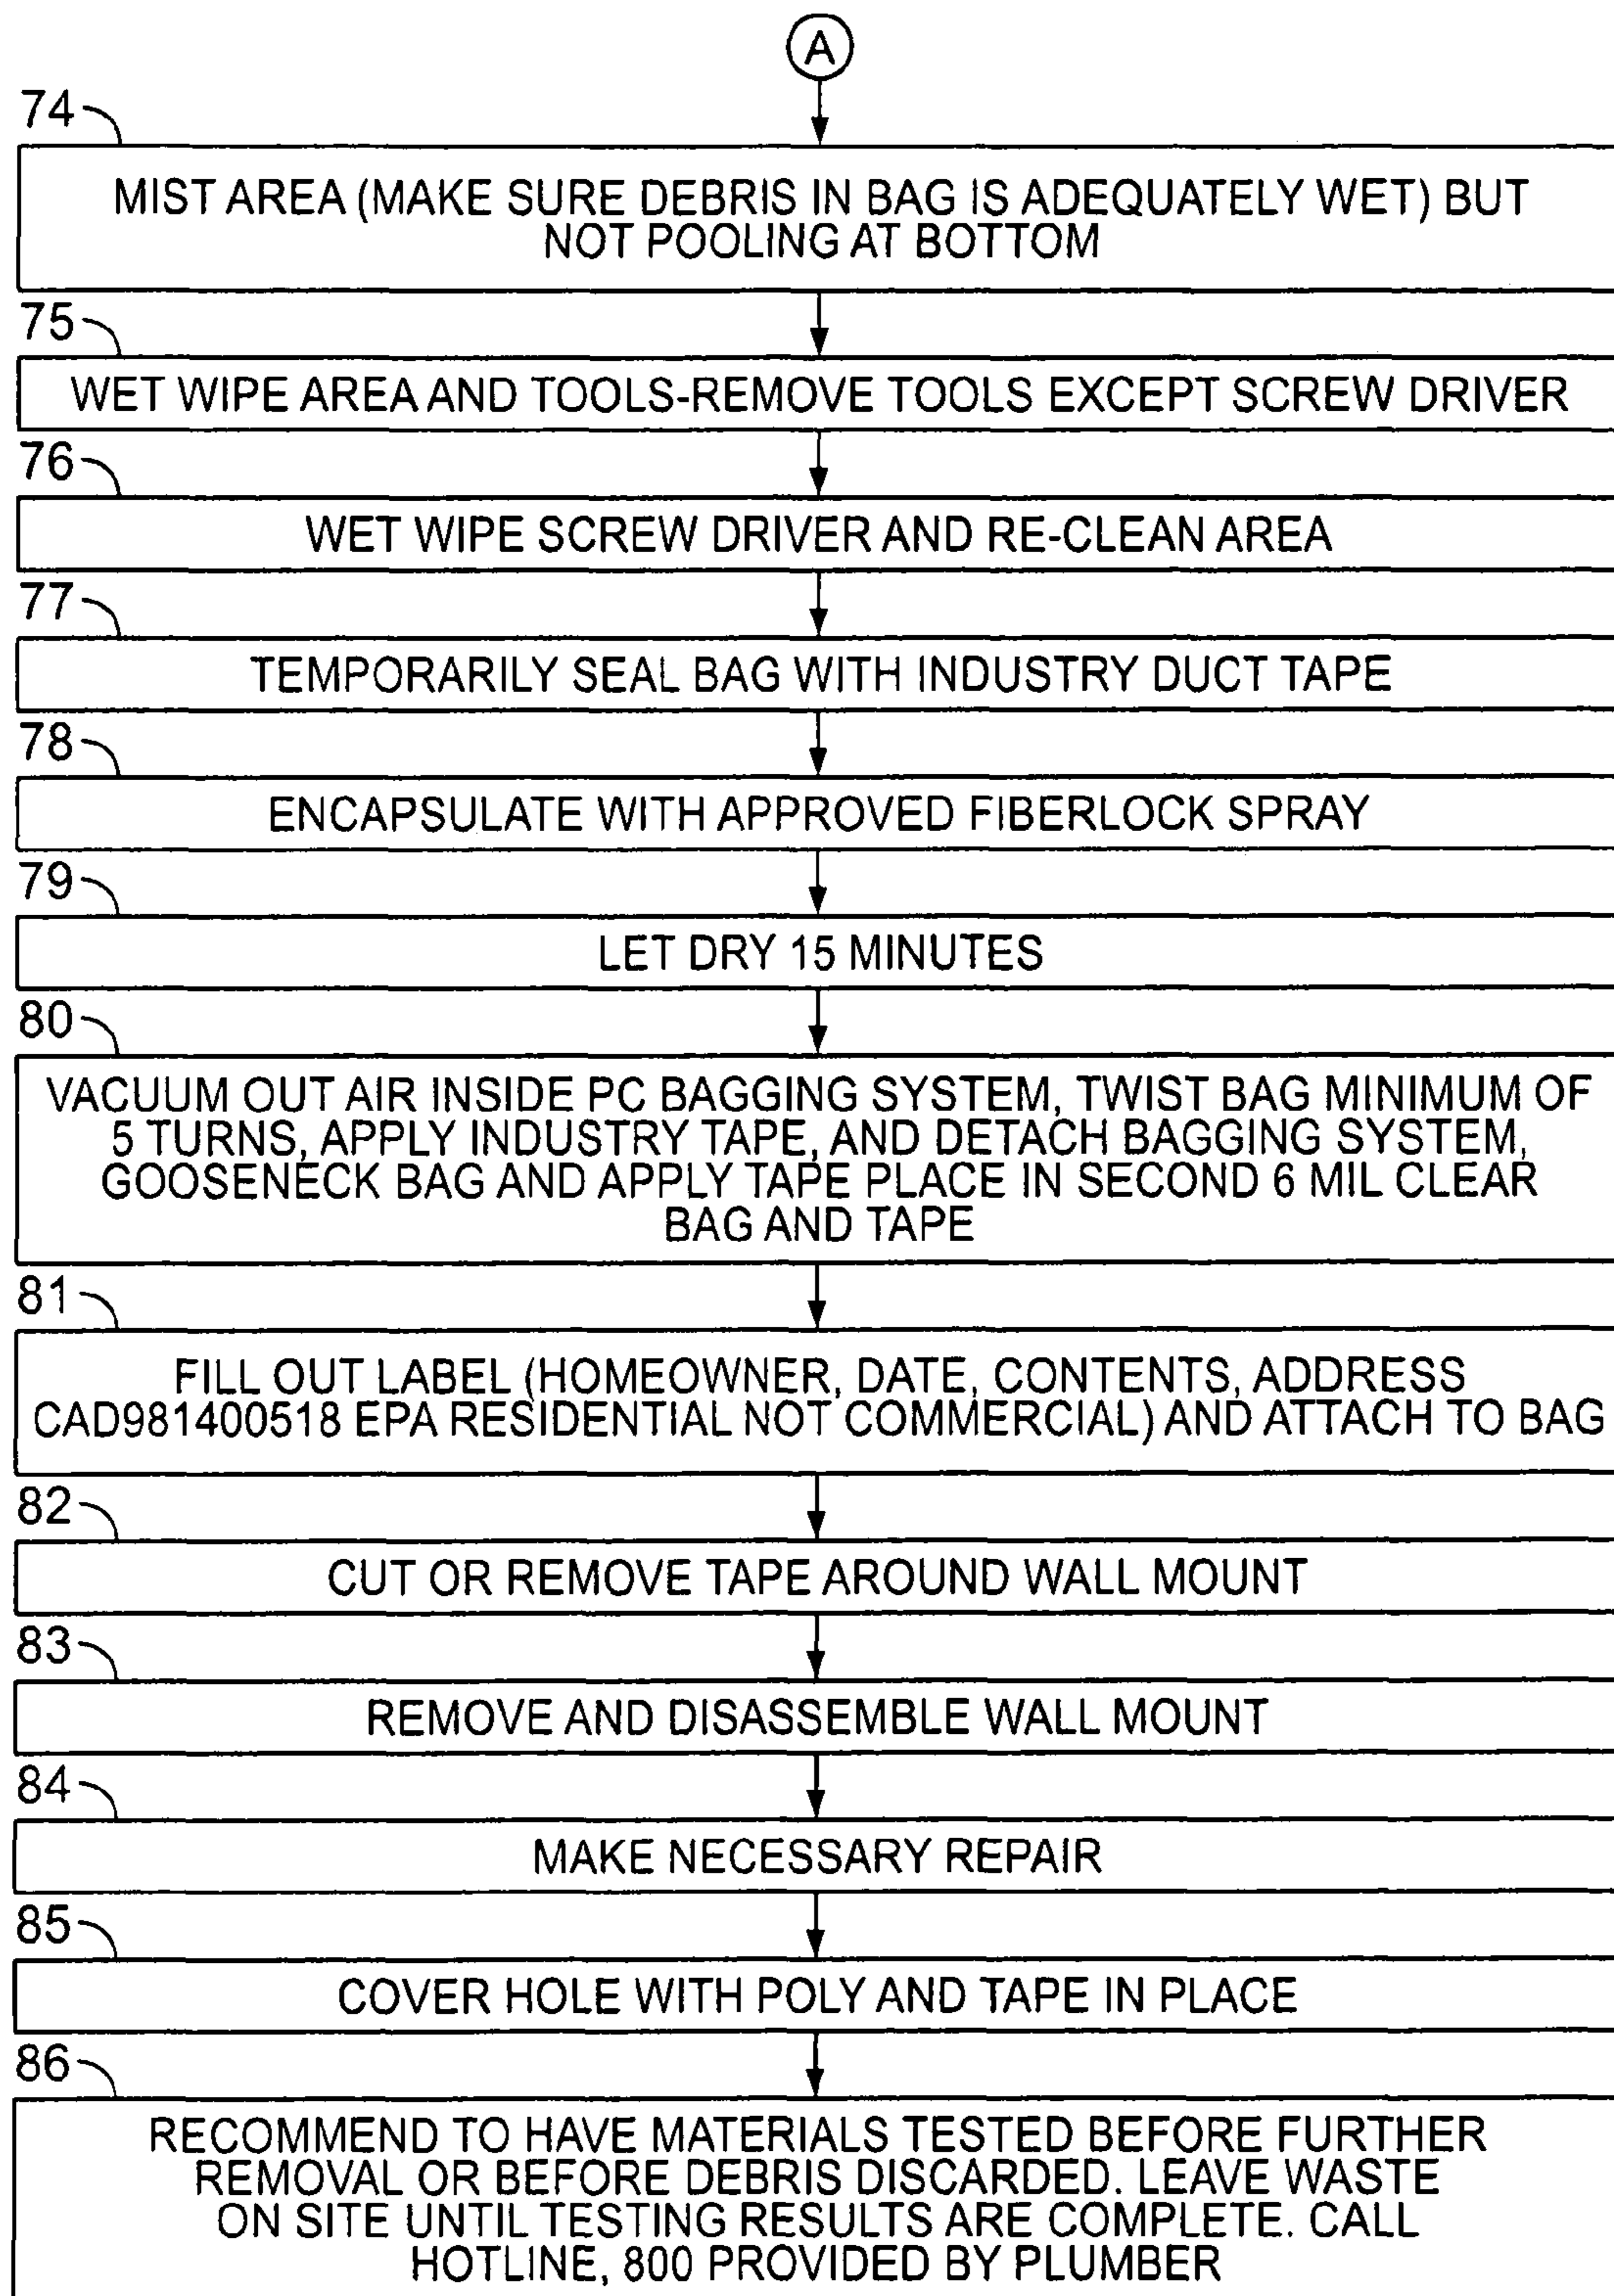 A
74
MIST AREA (MAKE SURE DEBRIS IN BAG IS ADEQUATELY WET) BUT
NOT POOLING AT BOTTOM
75
WET WIPE AREA AND TOOLS-REMOVE TOOLS EXCEPT SCREW DRIVER
76
WET WIPE SCREW DRIVER AND RE-CLEAN AREA
77
TEMPORARILY SEAL BAG WITH INDUSTRY DUCT TAPE
78
ENCAPSULATE WITH APPROVED FIBERLOCK SPRAY
79
LET DRY 15 MINUTES
80
VACUUM OUT AIR INSIDE PC BAGGING SYSTEM, TWIST BAG MINIMUM OF
5 TURNS, APPLY INDUSTRY TAPE, AND DETACH BAGGING SYSTEM,
GOOSENECK BAG AND APPLY TAPE PLACE IN SECOND 6 MIL CLEAR
BAG AND TAPE
81
FILL OUT LABEL (HOMEOWNER, DATE, CONTENTS, ADDRESS
CAD981400518 EPA RESIDENTIAL NOT COMMERCIAL) AND ATTACH TO BAG
82
CUT OR REMOVE TAPE AROUND WALL MOUNT
83
REMOVE AND DISASSEMBLE WALL MOUNT
84
MAKE NECESSARY REPAIR
85
COVER HOLE WITH POLY AND TAPE IN PLACE
86
RECOMMEND TO HAVE MATERIALS TESTED BEFORE FURTHER
REMOVAL OR BEFORE DEBRIS DISCARDED. LEAVE WASTE
ON SITE UNTIL TESTING RESULTS ARE COMPLETE. CALL
HOTLINE, 800 PROVIDED BY PLUMBER